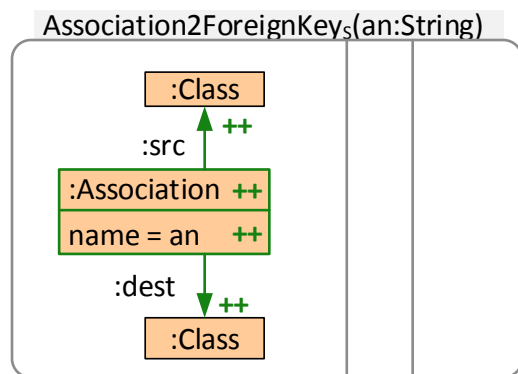 Association2ForeignKeyS(an:String)
:Class
++
:src
:Association ++
name = an ++
:dest
++
:Class